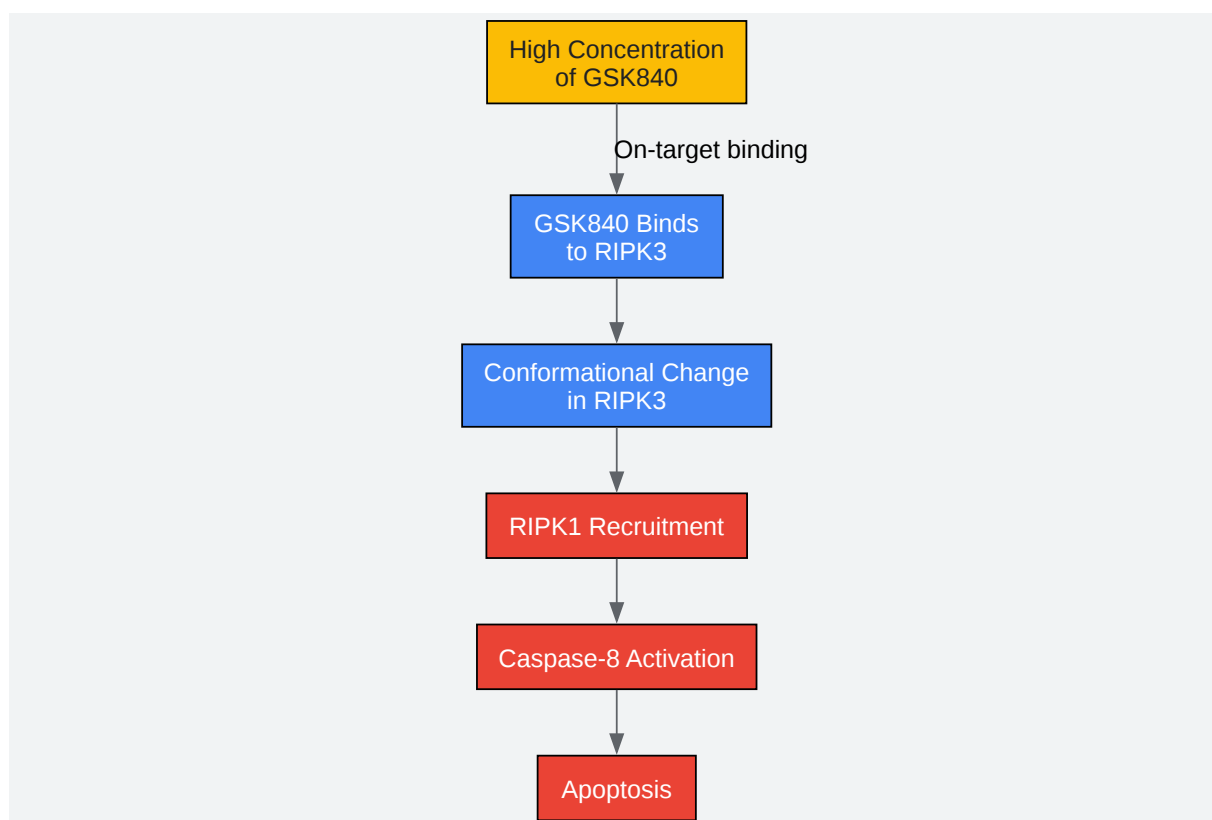 High Concentration
of GSK840
On-target binding
GSK840 Binds
to RIPK3
Conformational Change
in RIPK3
RIPK1 Recruitment
Caspase-8 Activation
Apoptosis